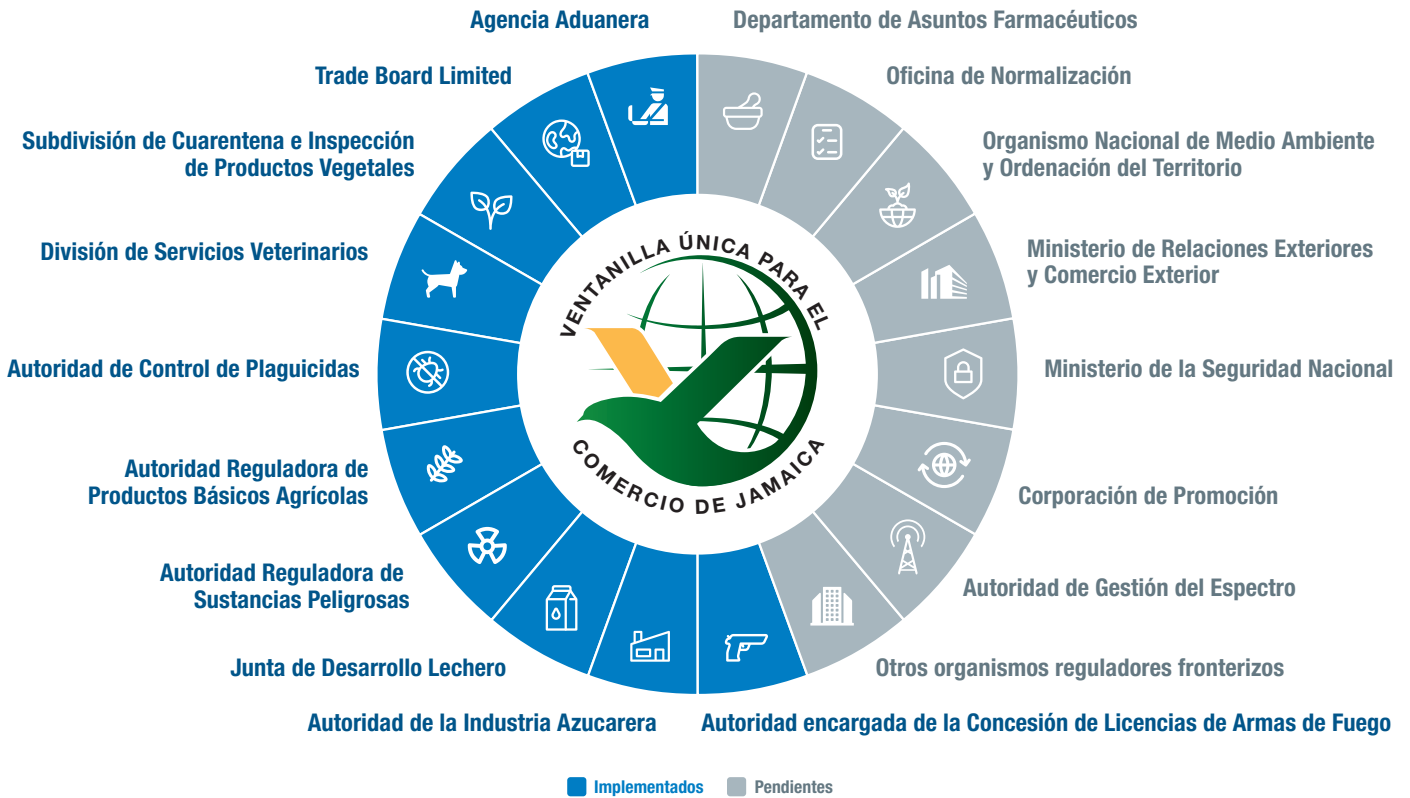 Agencia Aduanera
Departamento de Asuntos Farmacéuticos
Trade Board Limited
Oficina de Normalización
Subdivisión de Cuarentena e Inspección
de Productos Vegetales
Organismo Nacional de Medio Ambiente
y Ordenación del Territorio
División de Servicios Veterinarios
Ministerio de Relaciones Exteriores
y Comercio Exterior
VENTANILLA ÚNICA PARA EL
COMERCIO DE JAMAICA
Autoridad de Control de Plaguicidas
Ministerio de la Seguridad Nacional
Autoridad Reguladora de
Productos Básicos Agrícolas
Corporación de Promoción
Autoridad Reguladora de
Sustancias Peligrosas
Autoridad de Gestión del Espectro
Junta de Desarrollo Lechero
Otros organismos reguladores fronterizos
Autoridad de la Industria Azucarera
Autoridad encargada de la Concesión de Licencias de Armas de Fuego
Implementados
Pendientes